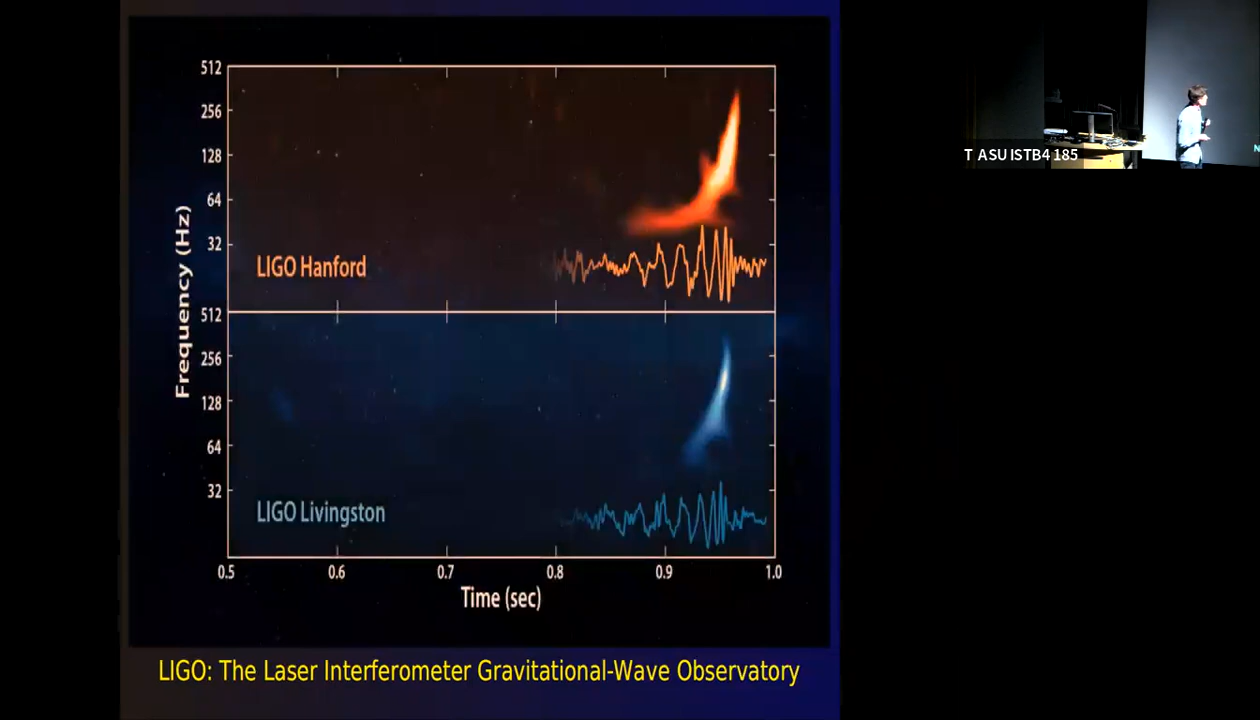 512
256
128
64
32
LIGO Hanford
512
256
128
64
32
LIGO Livingston
Frequency (Hz)
0.5 0.6 0.7 0.8 0.9 1.0
Time (sec)
LIGO: The Laser Interferometer Gravitational-Wave Observatory
T ASU ISTB4 185
N